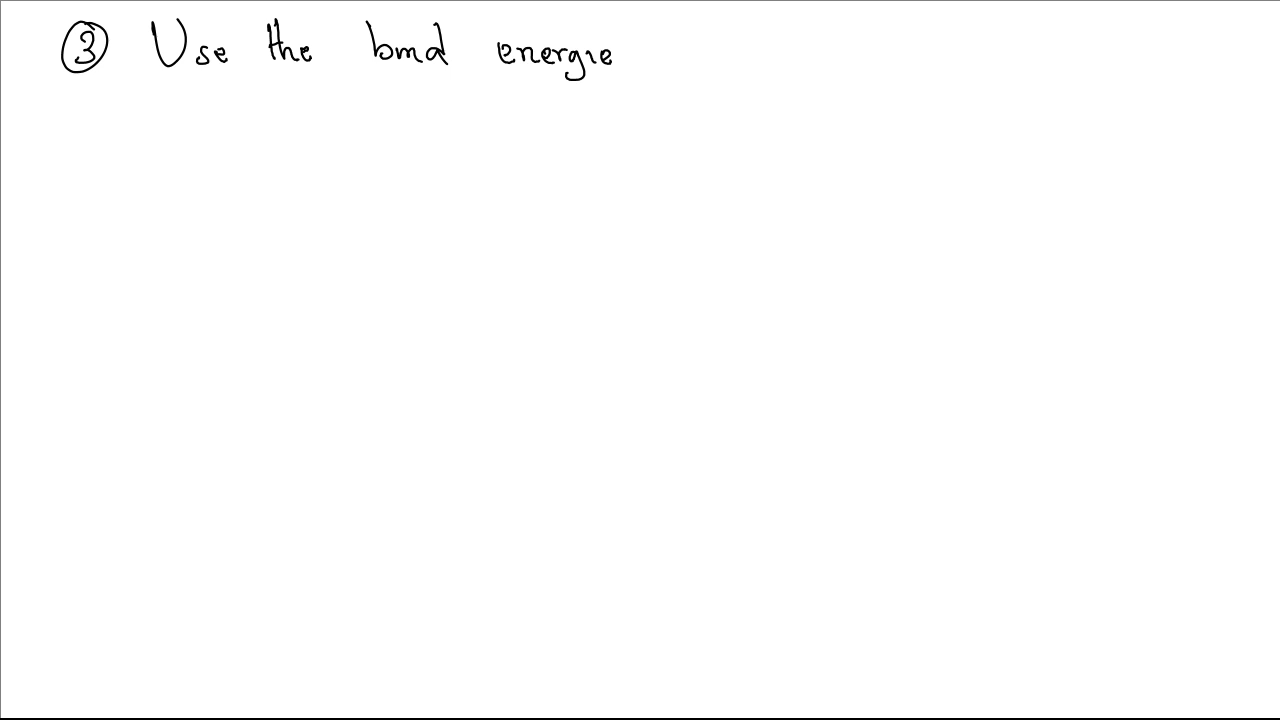 ③ Use the bond energie